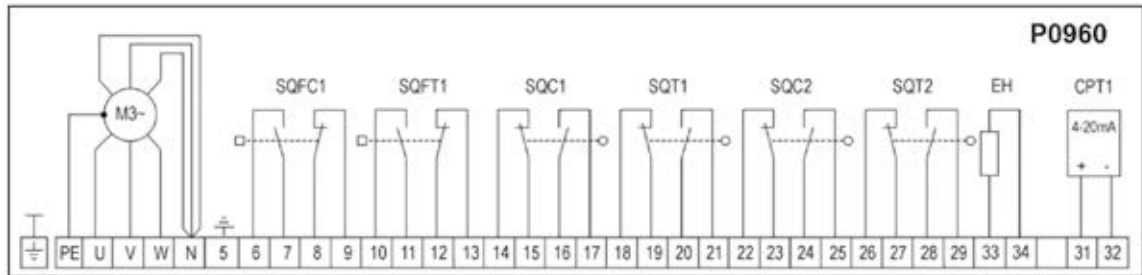 P0960
SQFC1 SQFT1 SQC1 SQT1 SQC2 SQT2 EH CPT1
M3~
4-20mA
+ -
PE U V W N 5 6 7 8 9 10 11 12 13 14 15 16 17 18 19 20 21 22 23 24 25 26 27 28 29 33 34 31 32